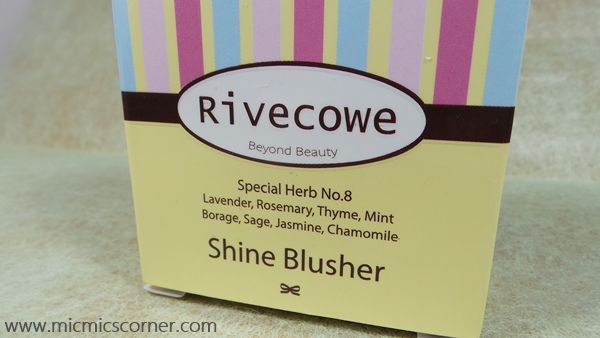 Rivecowe
Beyond Beauty
Special Herb No.8
Lavender, Rosemary, Thyme, Mint
Borage, Sage, Jasmine, Chamomile
Shine Blusher
www.micmicscorner.com